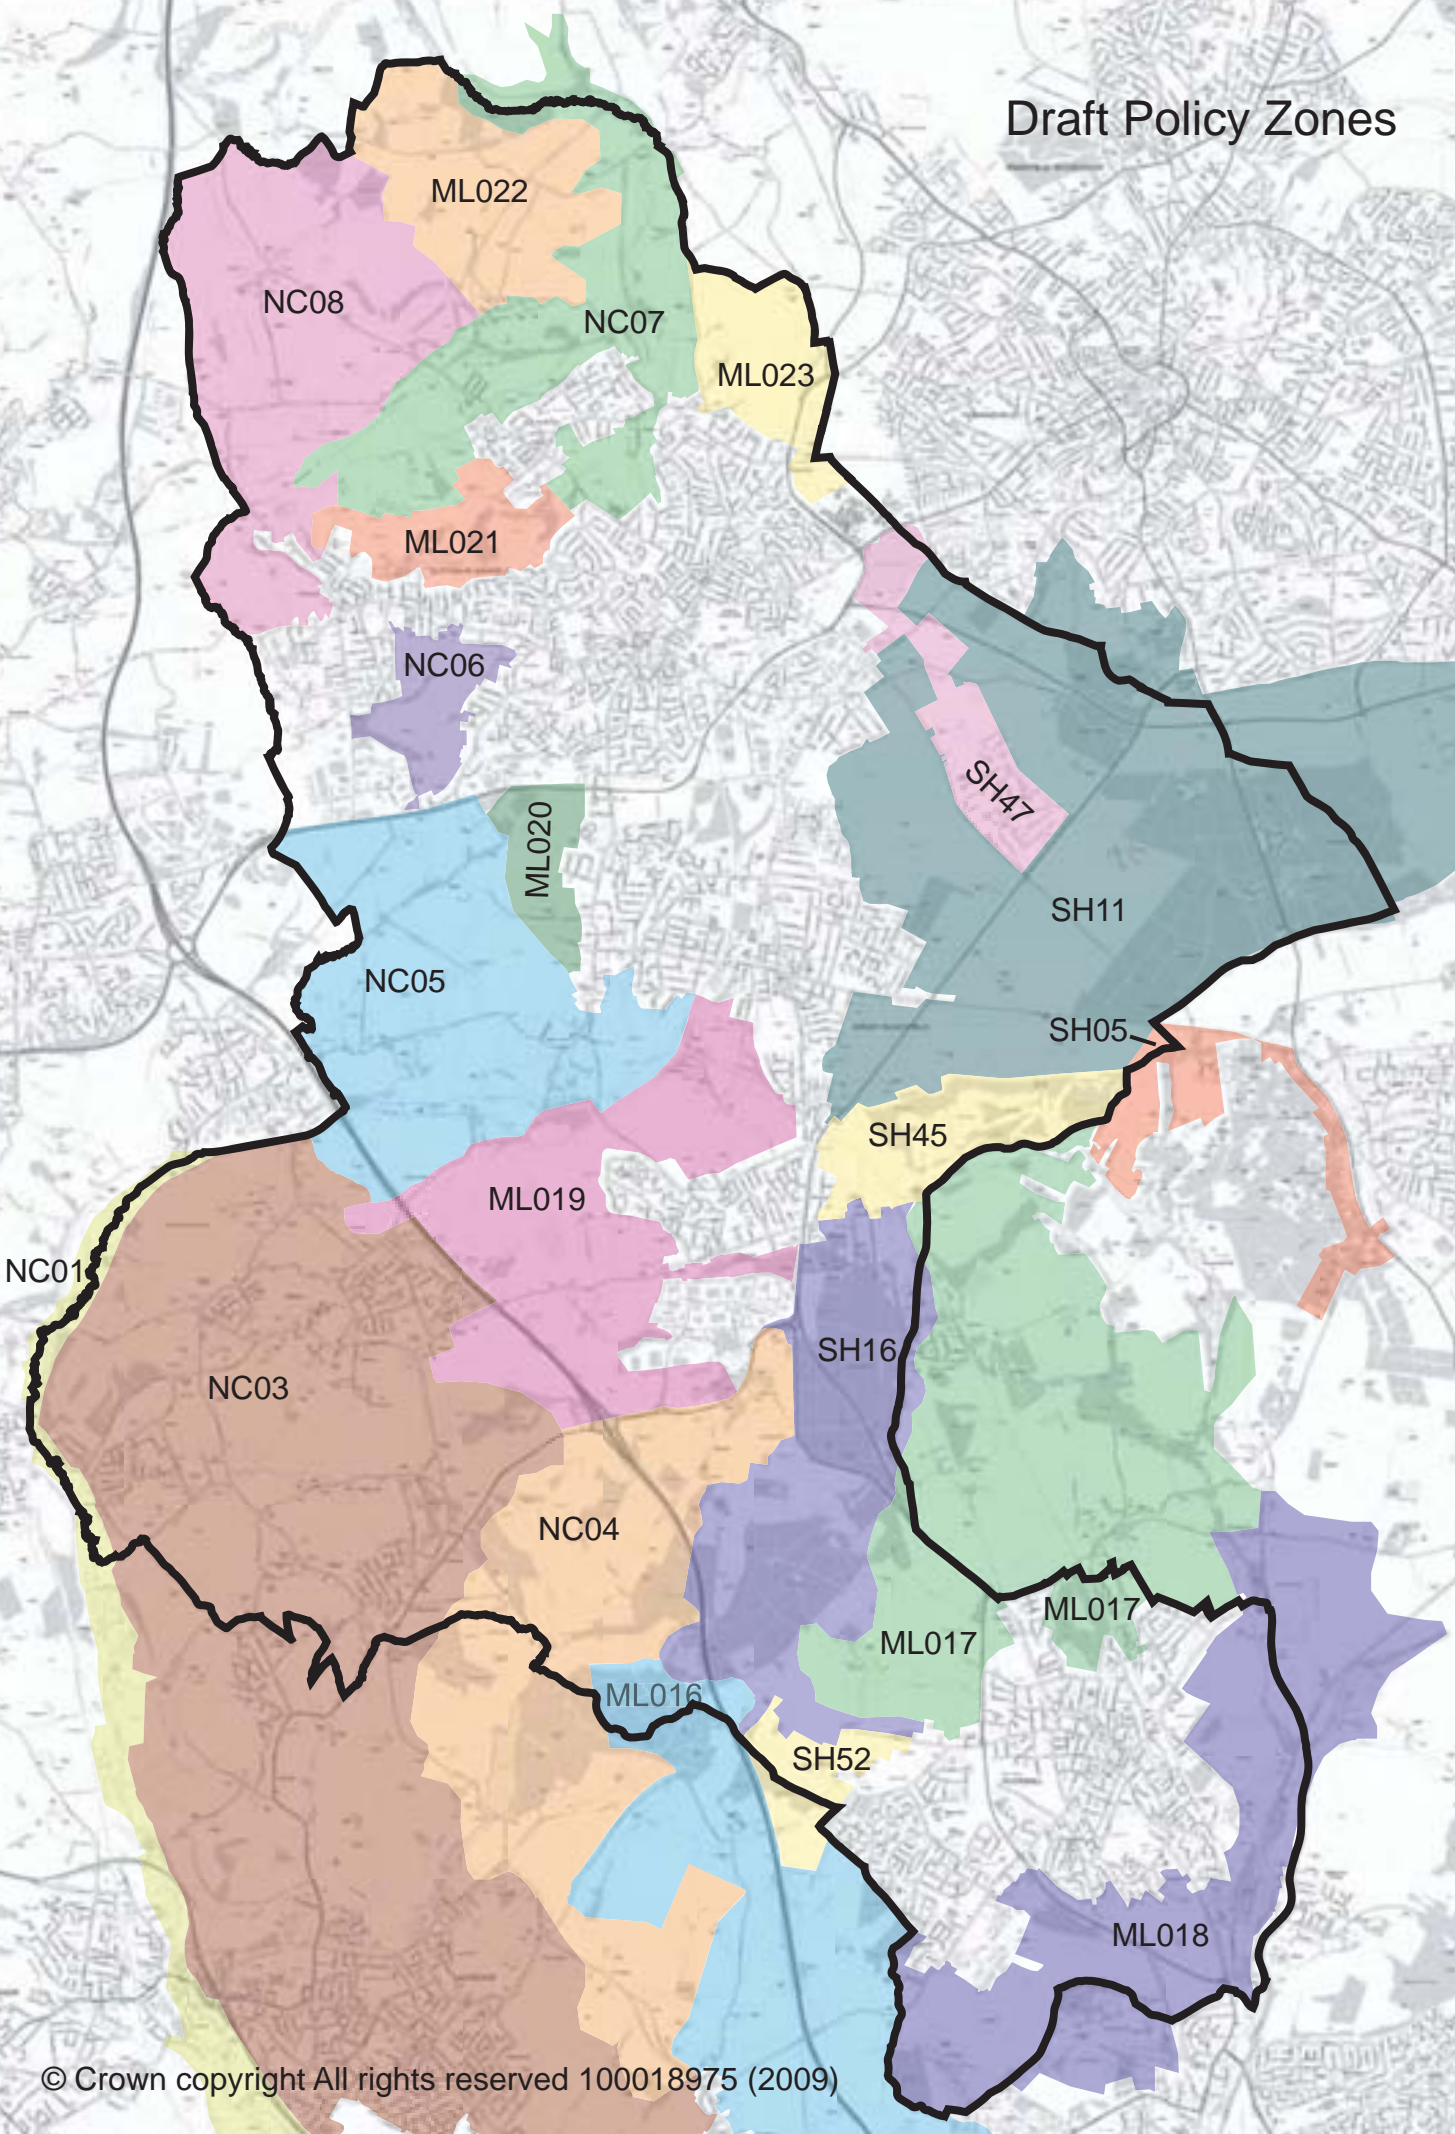 Draft Policy Zones
ML022
NC08
NC07
ML023
ML021
NC06
SH47
ML020
SH11
NC05
SH05
SH45
ML019
NC01
SH16
NC03
NC04
ML017
ML017
ML016
SH52
ML018
© Crown copyright All rights reserved 100018975 (2009)